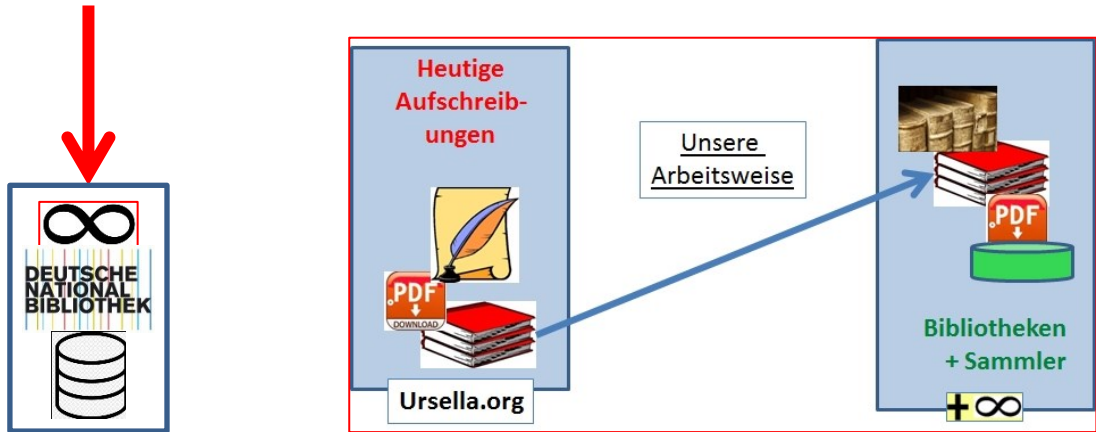 ∞
DEUTSCHE
NATIONAL
BIBLIOTHEK
Heutige
Aufschreib-
ungen
PDF
DOWNLOAD
Ursella.org
Unsere
Arbeitsweise
PDF
Bibliotheken
+ Sammler
+ ∞